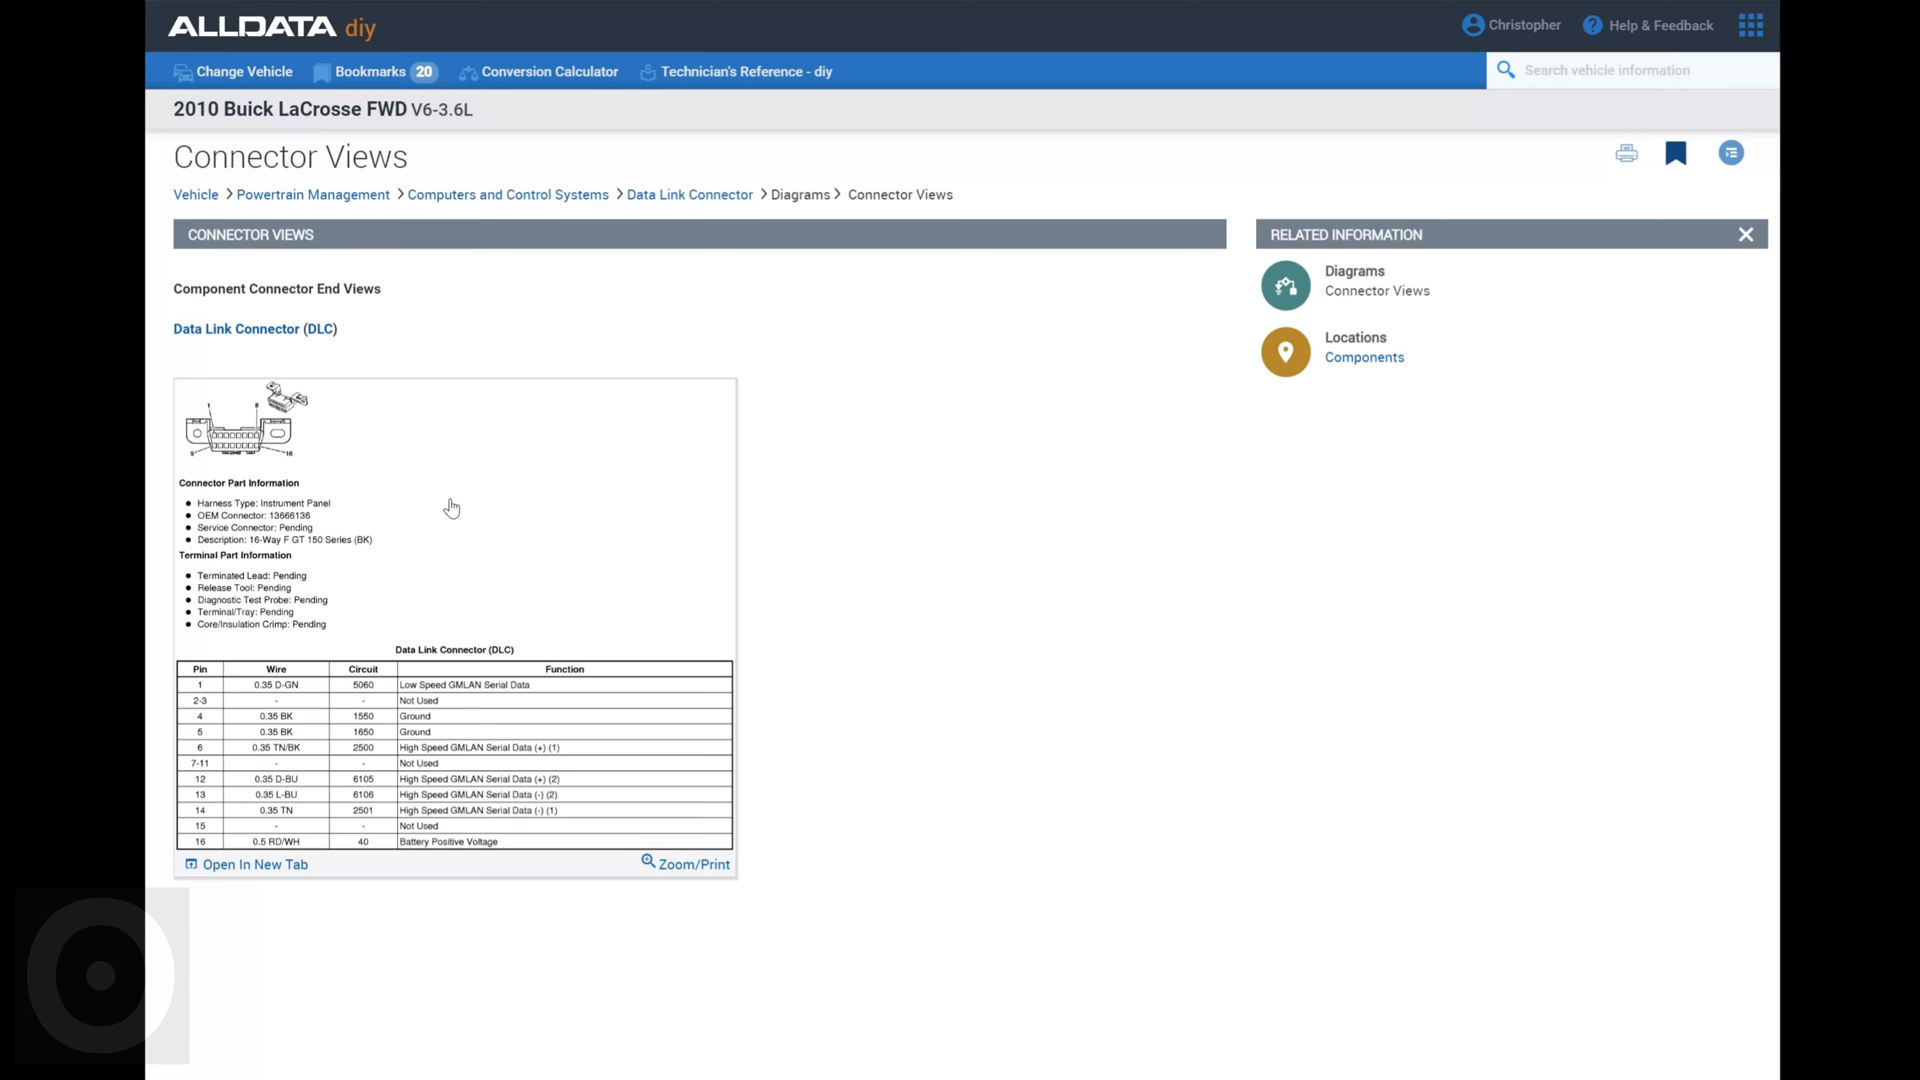 ALLDATA diy
Christopher
Help & Feedback
Change Vehicle
Bookmarks 20
Conversion Calculator
Technician's Reference - diy
Search vehicle information
2010 Buick LaCrosse FWD V6-3.6L
Connector Views
Vehicle > Powertrain Management > Computers and Control Systems > Data Link Connector > Diagrams > Connector Views
CONNECTOR VIEWS
Component Connector End Views
Data Link Connector (DLC)
1 8
9 16
Connector Part Information
• Harness Type: Instrument Panel
• OEM Connector: 13666136
• Service Connector: Pending
• Description: 16-Way F GT 150 Series (BK)
Terminal Part Information
• Terminated Lead: Pending
• Release Tool: Pending
• Diagnostic Test Probe: Pending
• Terminal/Tray: Pending
• Core/Insulation Crimp: Pending
Data Link Connector (DLC)
Pin Wire Circuit Function
1 0.35 D-GN 5060 Low Speed GMLAN Serial Data
2-3 - - Not Used
4 0.35 BK 1550 Ground
5 0.35 BK 1650 Ground
6 0.35 TN/BK 2500 High Speed GMLAN Serial Data (+) (1)
7-11 - - Not Used
12 0.35 D-BU 6105 High Speed GMLAN Serial Data (+) (2)
13 0.35 L-BU 6106 High Speed GMLAN Serial Data (-) (2)
14 0.35 TN 2501 High Speed GMLAN Serial Data (-) (1)
15 - - Not Used
16 0.5 RD/WH 40 Battery Positive Voltage
Open In New Tab
Zoom/Print
RELATED INFORMATION
Diagrams
Connector Views
Locations
Components